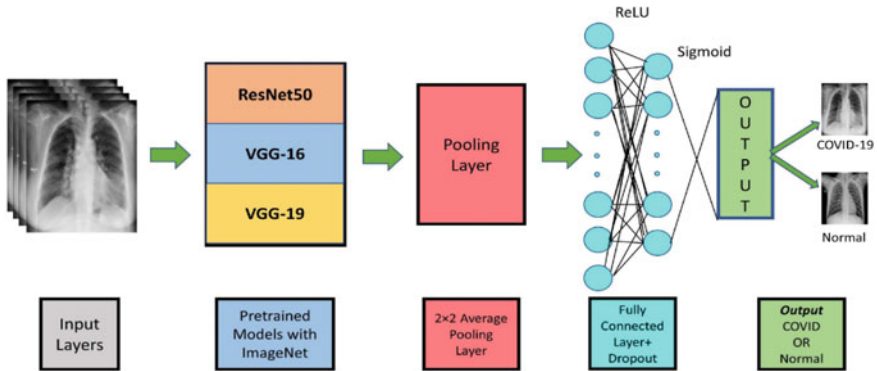 ReLU
Sigmoid
ResNet50
VGG-16
VGG-19
Pooling
Layer
O
U
T
P
U
T
COVID-19
Normal
Input
Layers
Pretrained
Models with
ImageNet
2×2 Average
Pooling
Layer
Fully
Connected
Layer+
Dropout
Output
COVID
OR
Normal